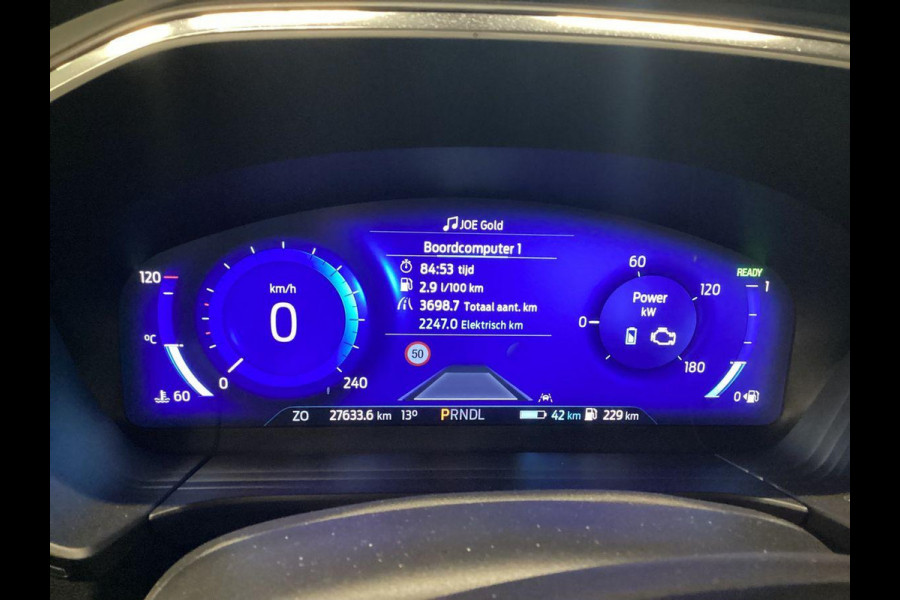 JOE Gold
Boordcomputer 1
84:53 tijd
2.9 l/100 km
3698.7 Totaal aant. km
2247.0 Elektrisch km
50
120
°C
60
km/h
0
0
240
60
0
120
180
Power
kW
READY
1
0
ZO 27633.6 km 13° PRNDL 42 km 229 km